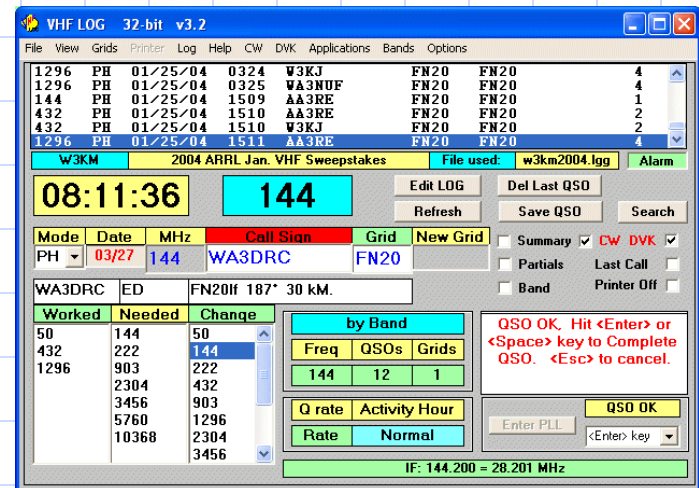 VHF LOG 32-bit v3.2
File View Grids Printer Log Help CW DVK Applications Bands Options
1296 PH 01/25/04 0324 W3KJ FN20 FN20 4
1296 PH 01/25/04 0325 WA3NUF FN20 FN20 4
144 PH 01/25/04 1509 AA3RE FN20 FN20 1
432 PH 01/25/04 1510 AA3RE FN20 FN20 2
432 PH 01/25/04 1510 W3KJ FN20 FN20 2
1296 PH 01/25/04 1511 AA3RE FN20 FN20 4
W3KM 2004 ARRL Jan. VHF Sweepstakes File used: w3km2004.lgg Alarm
08:11:36 144 Edit LOG Del Last QSO
Refresh Save QSO Search
Mode Date MHz Call Sign Grid New Grid Summary CW DVK
PH 03/27 144 WA3DRC FN20 Partials Last Call
WA3DRC ED FN20lf 187° 30 KM. Band Printer Off
Worked Needed Change
50 144 50
432 222 144
1296 903 222
2304 432
3456 903
5760 1296
10368 2304
3456
by Band
Freq QSOs Grids
144 12 1
Q rate Activity Hour
Rate Normal
QSO OK, Hit <Enter> or
<Space> key to Complete
QSO. <Esc> to cancel.
Enter PLL QSO OK
<Enter> key
IF: 144.200 = 28.201 MHz